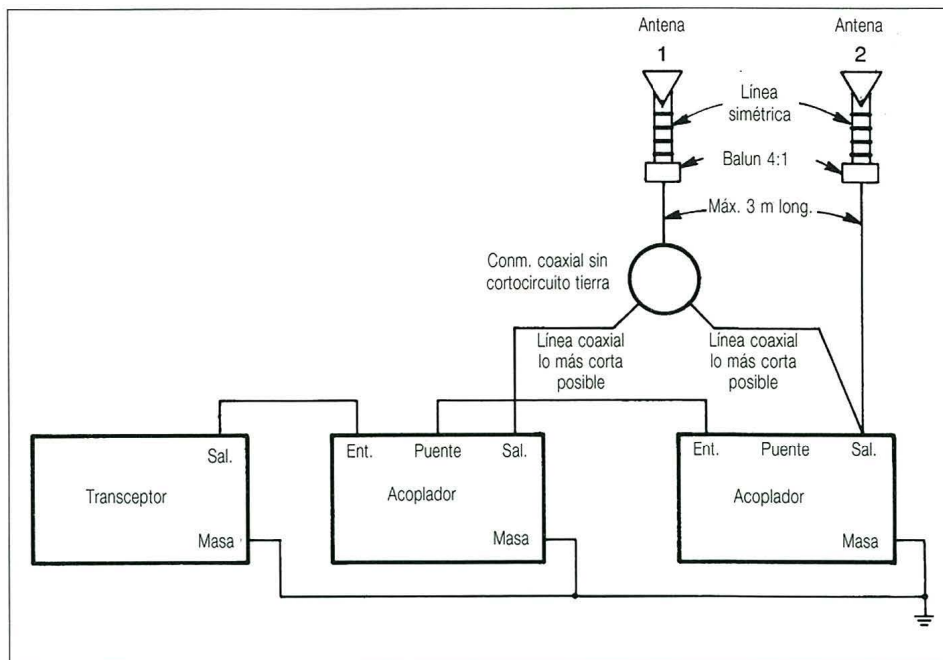 Antena
1
Antena
2
Línea
simétrica
Balun 4:1
Máx. 3 m long.
Conm. coaxial sin
cortocircuito tierra
Línea coaxial
lo más corta
posible
Línea coaxial
lo más corta
posible
Sal.
Transceptor
Masa
Ent.
Puente
Sal.
Acoplador
Masa
Ent.
Puente
Sal.
Acoplador
Masa